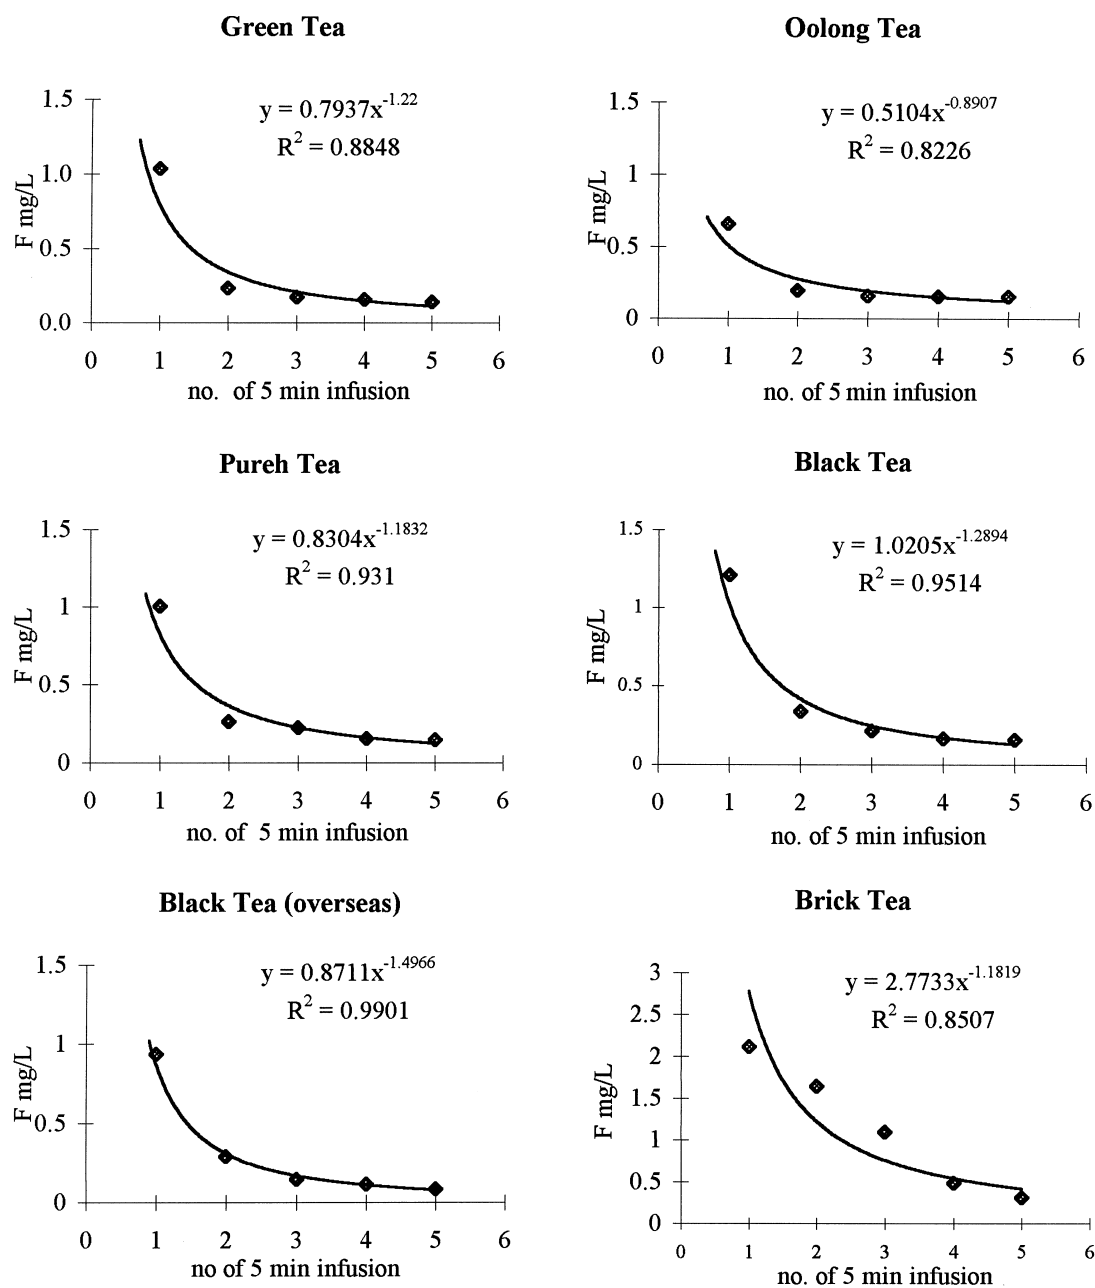 Green Tea
1.5
y = 0.7937x^-1.22
R² = 0.8848
1.0
F mg/L
0.5
0.0
0 1 2 3 4 5 6
no. of 5 min infusion
Oolong Tea
1.5
y = 0.5104x^-0.8907
R² = 0.8226
1
F mg/L
0.5
0
0 1 2 3 4 5 6
no. of 5 min infusion
Pureh Tea
1.5
y = 0.8304x^-1.1832
R² = 0.931
1
F mg/L
0.5
0
0 1 2 3 4 5 6
no. of 5 min infusion
Black Tea
1.5
y = 1.0205x^-1.2894
R² = 0.9514
1
F mg/L
0.5
0
0 1 2 3 4 5 6
no. of 5 min infusion
Black Tea (overseas)
1.5
y = 0.8711x^-1.4966
R² = 0.9901
1
F mg/L
0.5
0
0 1 2 3 4 5 6
no of 5 min infusion
Brick Tea
3
y = 2.7733x^-1.1819
R² = 0.8507
2.5
2
F mg/L
1.5
1
0.5
0
0 1 2 3 4 5 6
no. of 5 min infusion